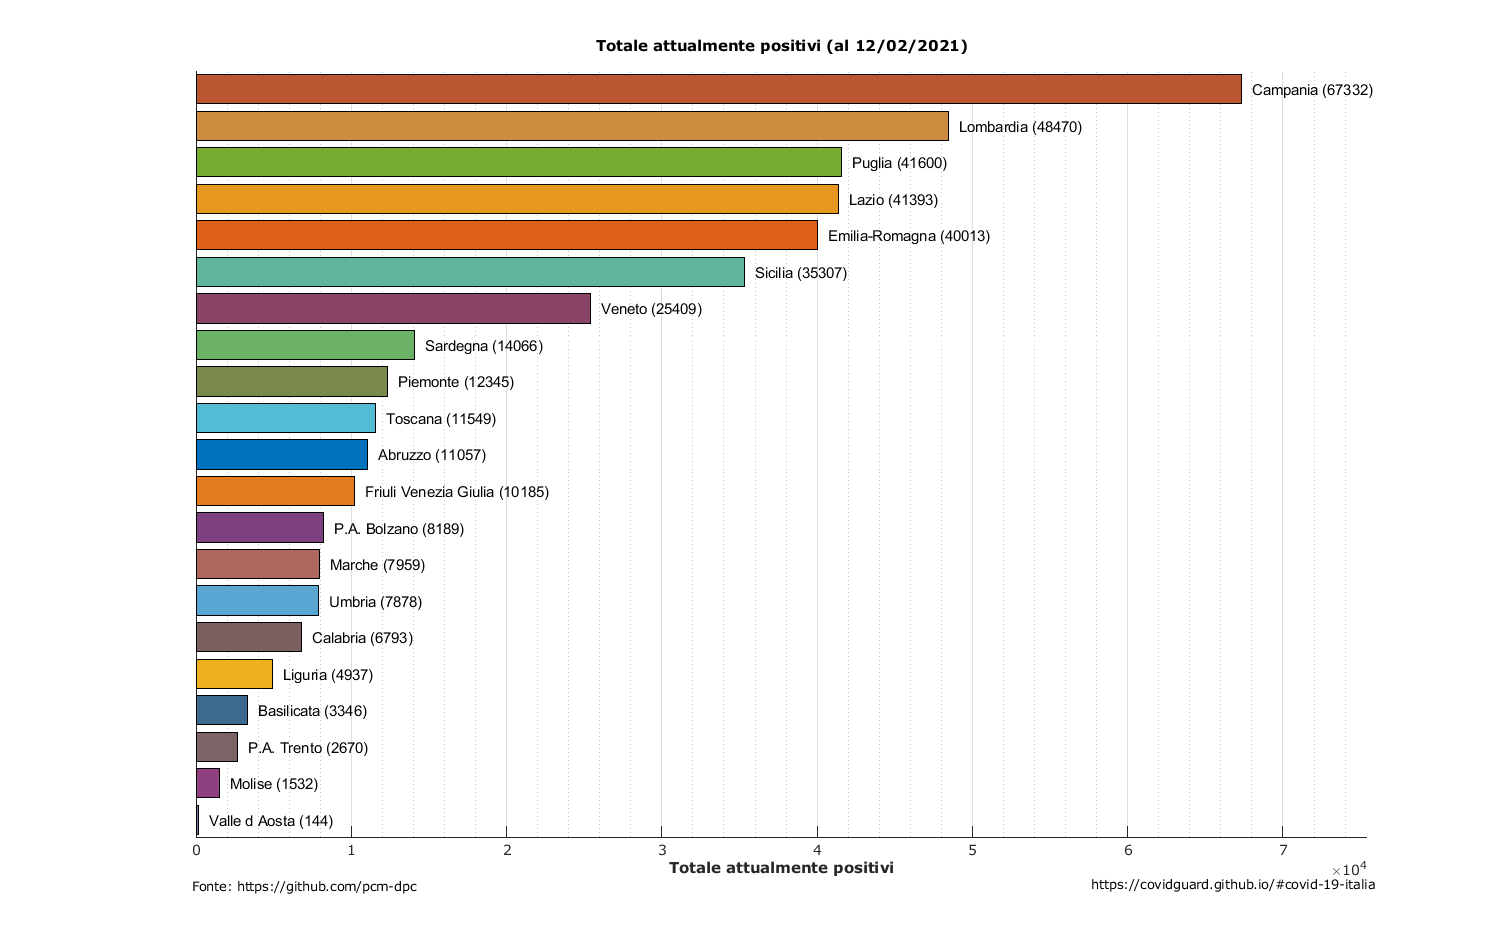 Totale attualmente positivi (al 12/02/2021)
Campania (67332)
Lombardia (48470)
Puglia (41600)
Lazio (41393)
Emilia-Romagna (40013)
Sicilia (35307)
Veneto (25409)
Sardegna (14066)
Piemonte (12345)
Toscana (11549)
Abruzzo (11057)
Friuli Venezia Giulia (10185)
P.A. Bolzano (8189)
Marche (7959)
Umbria (7878)
Calabria (6793)
Liguria (4937)
Basilicata (3346)
P.A. Trento (2670)
Molise (1532)
Valle d Aosta (144)
0 1 2 3 4 5 6 7
×10⁴
Totale attualmente positivi
Fonte: https://github.com/pcm-dpc
https://covidguard.github.io/#covid-19-italia